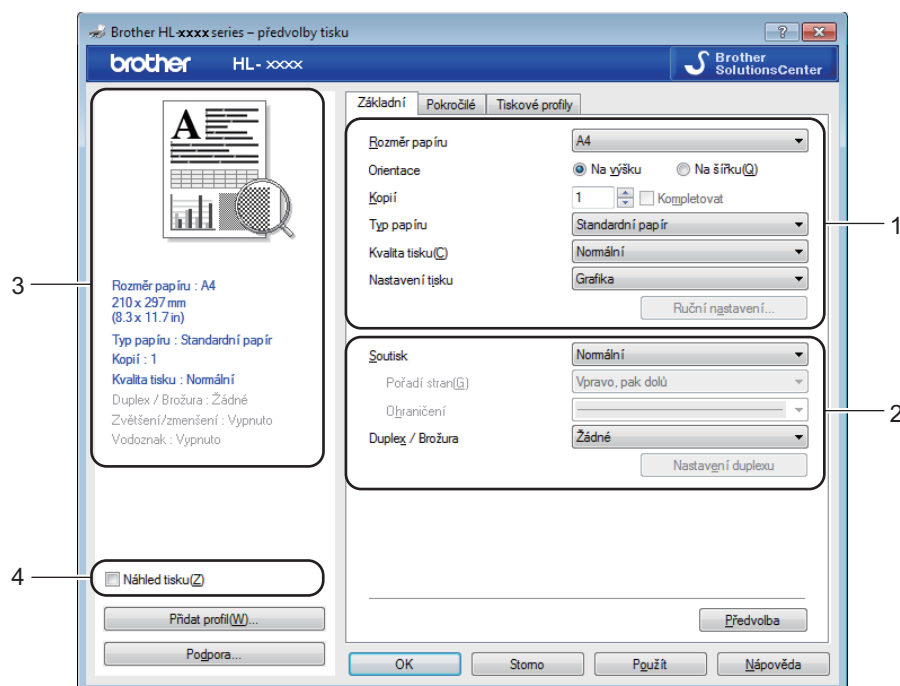 Brother HL-xxxx series – předvolby tisku
brother HL- xxxx
Brother
SolutionsCenter
A
Rozměr papíru : A4
210 x 297 mm
(8.3 x 11.7 in)
Typ papíru : Standardní papír
Kopií : 1
Kvalita tisku : Normální
Duplex / Brožura : Žádné
Zvětšení/zmenšení : Vypnuto
Vodoznak : Vypnuto
3
Náhled tisku(Z)
4
Přidat profil(W)...
Podpora...
Základní Pokročilé Tiskové profily
Rozměr papíru A4
Orientace Na výšku Na šířku(Q)
Kopií 1 Kompletovat
Typ papíru Standardní papír
1
Kvalita tisku(C) Normální
Nastavení tisku Grafika
Ruční nastavení...
Soutisk Normální
Pořadí stran(G) Vpravo, pak dolů
Ohraničení
2
Duplex / Brožura Žádné
Nastavení duplexu
Předvolba
OK Storno Použít Nápověda